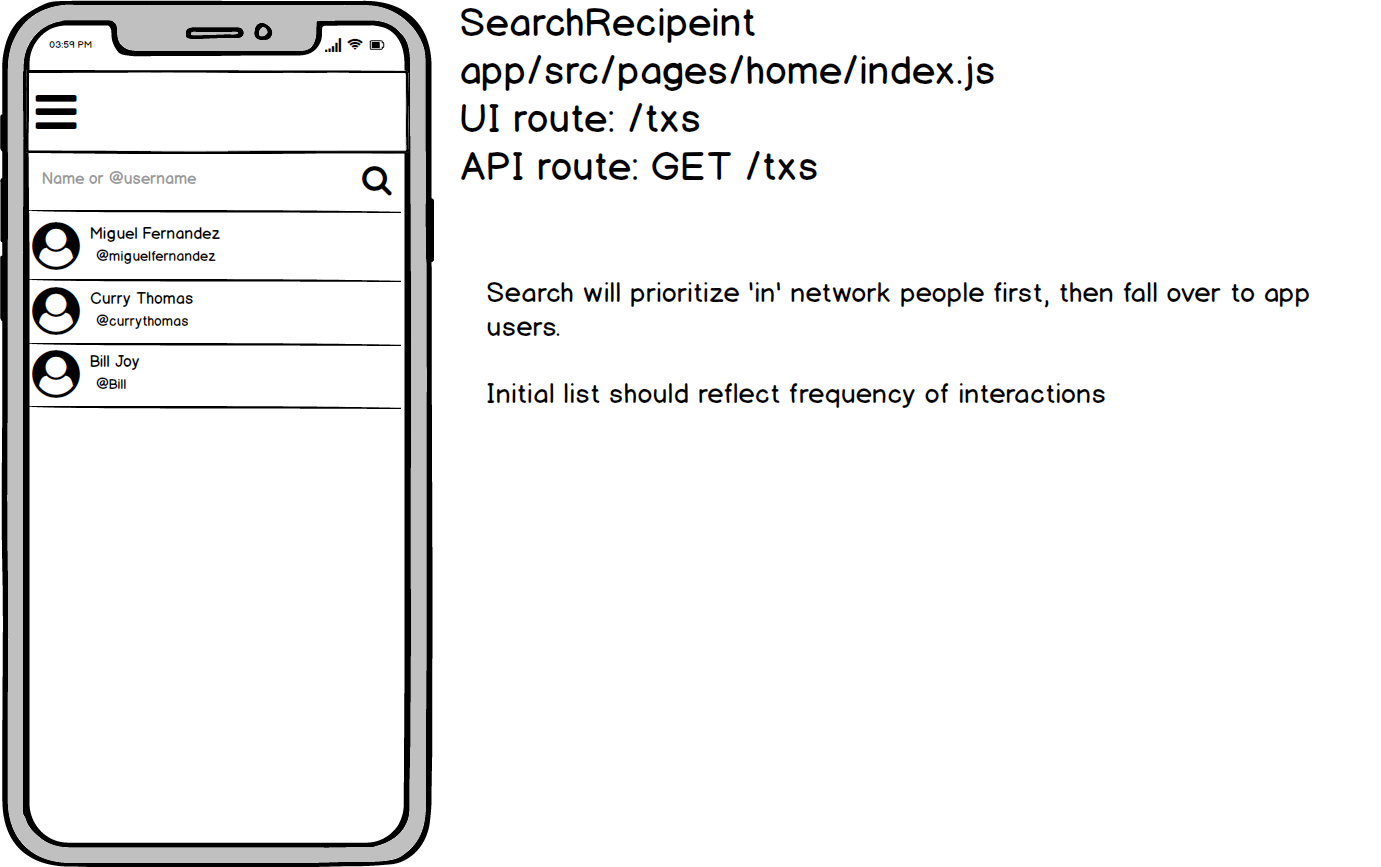 03:59 PM
Name or @username
Miguel Fernandez
@miguelfernandez
Curry Thomas
@currythomas
Bill Joy
@Bill
SearchRecipeint
app/src/pages/home/index.js
UI route: /txs
API route: GET /txs
Search will prioritize 'in' network people first, then fall over to app
users.
Initial list should reflect frequency of interactions